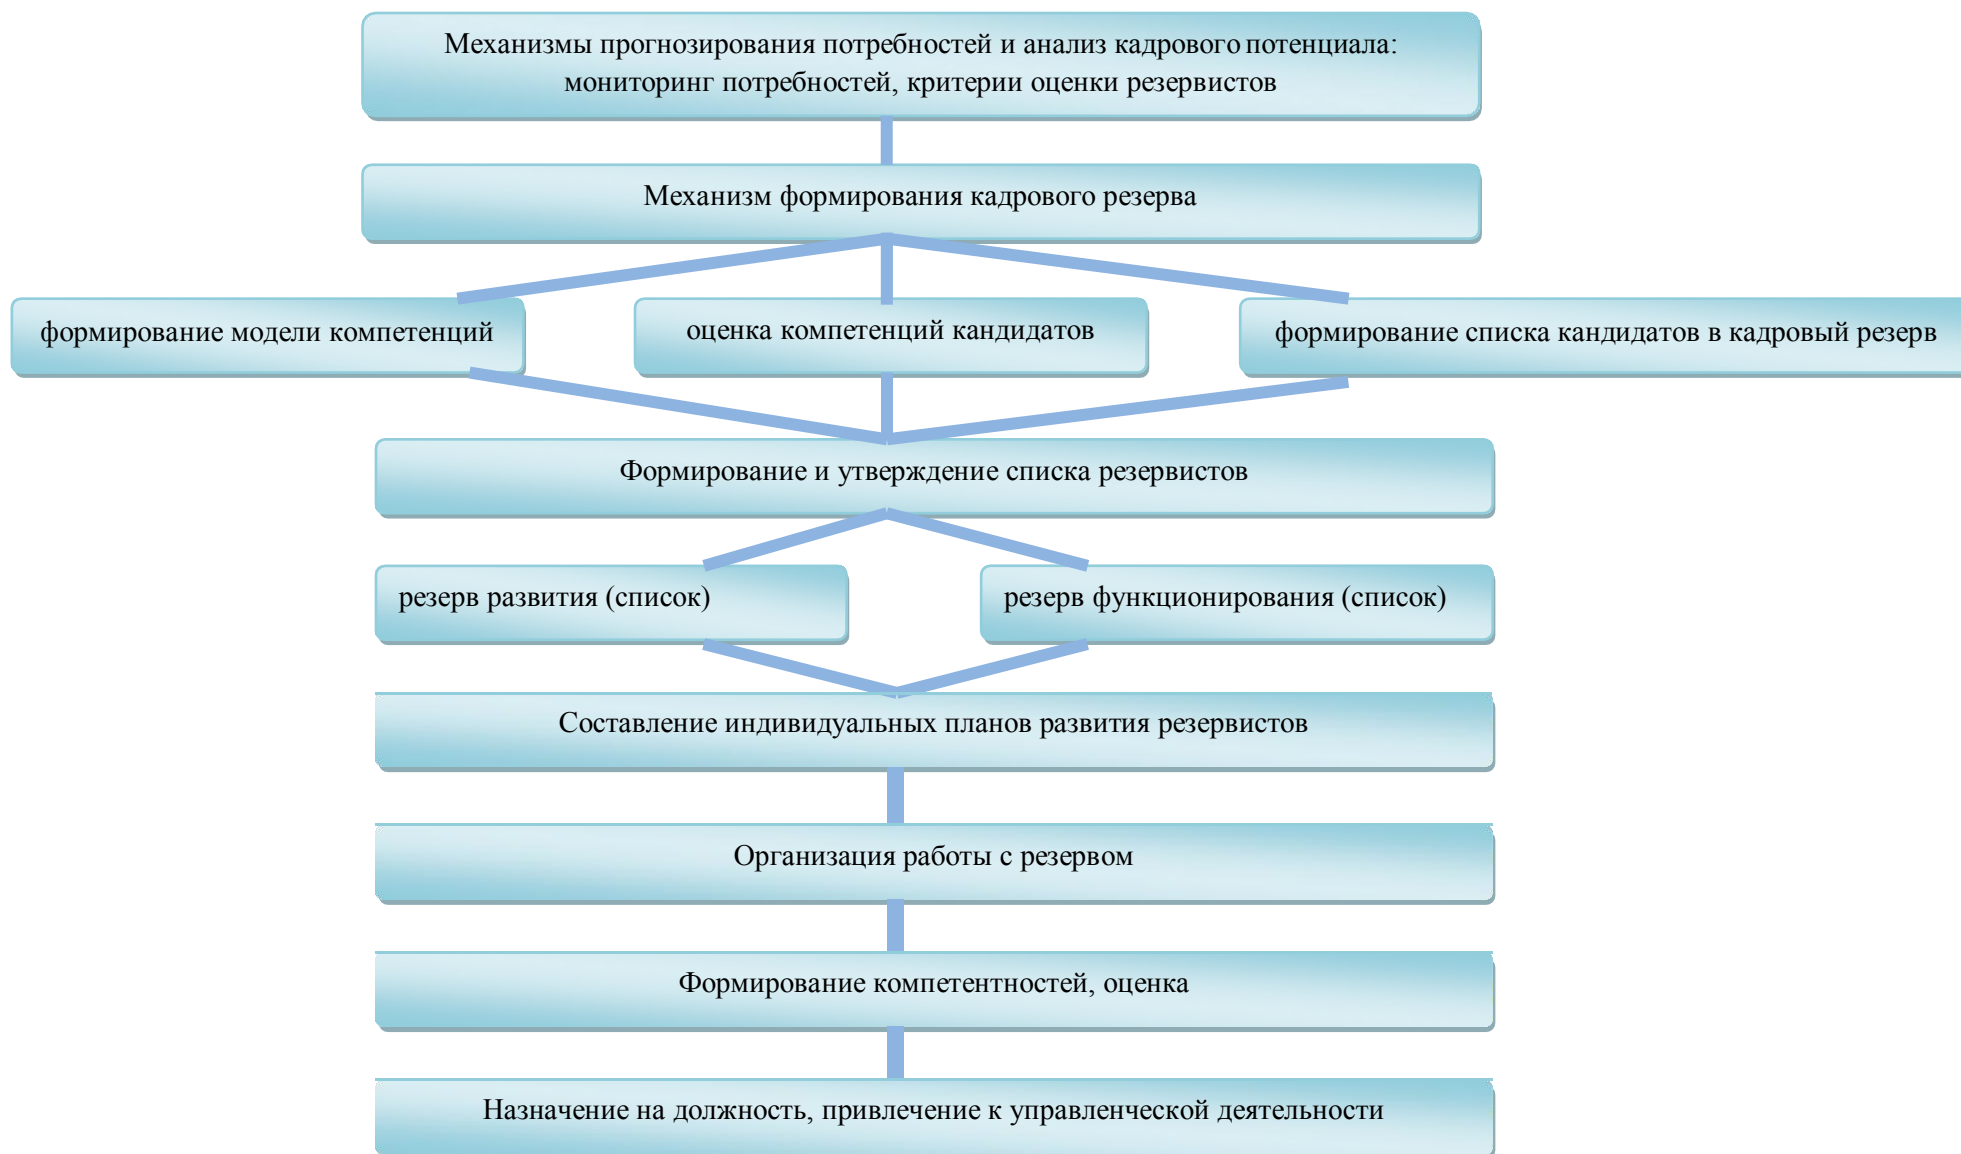 Механизмы прогнозирования потребностей и анализ кадрового потенциала:
мониторинг потребностей, критерии оценки резервистов
Механизм формирования кадрового резерва
формирование модели компетенций
оценка компетенций кандидатов
формирование списка кандидатов в кадровый резерв
Формирование и утверждение списка резервистов
резерв развития (список)
резерв функционирования (список)
Составление индивидуальных планов развития резервистов
Организация работы с резервом
Формирование компетентностей, оценка
Назначение на должность, привлечение к управленческой деятельности